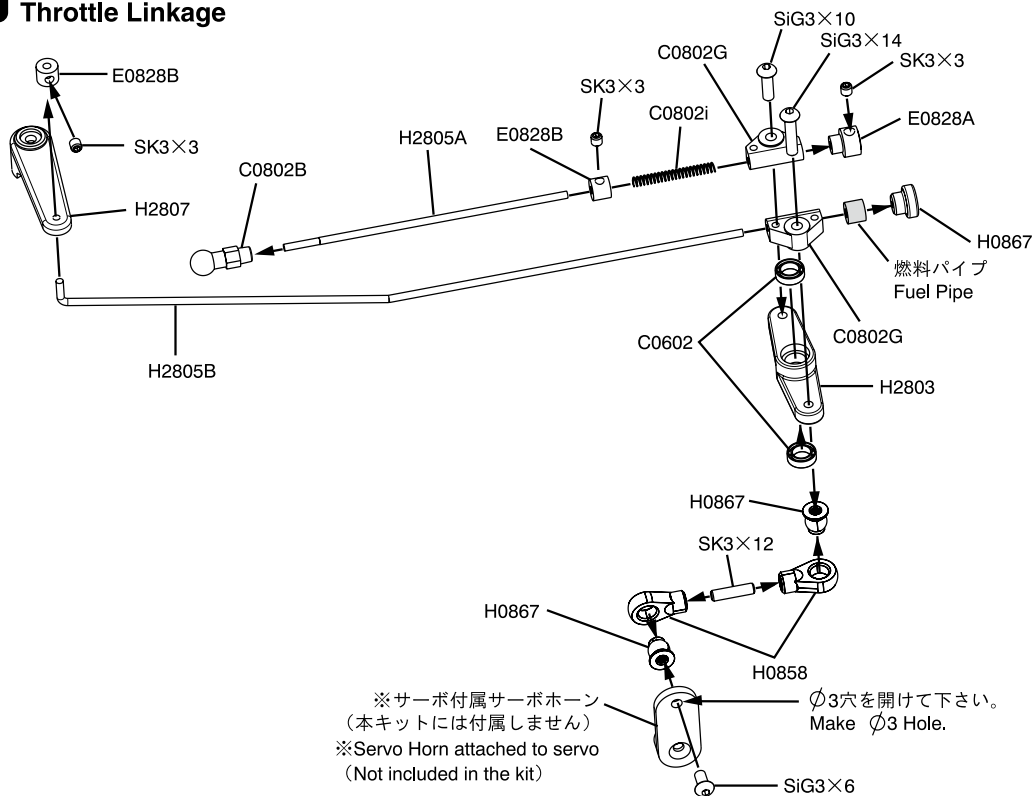 Throttle Linkage
SiG3×10
SiG3×14
C0802G
SK3×3
E0828B
SK3×3
C0802i
E0828A
H2805A
E0828B
SK3×3
C0802B
H2807
H0867
燃料パイプ
Fuel Pipe
C0602
C0802G
H2805B
H2803
H0867
SK3×12
H0867
H0858
※サーボ付属サーボホーン
（本キットには付属しません）
※Servo Horn attached to servo
（Not included in the kit）
∅3穴を開けて下さい。
Make ∅3 Hole.
SiG3×6